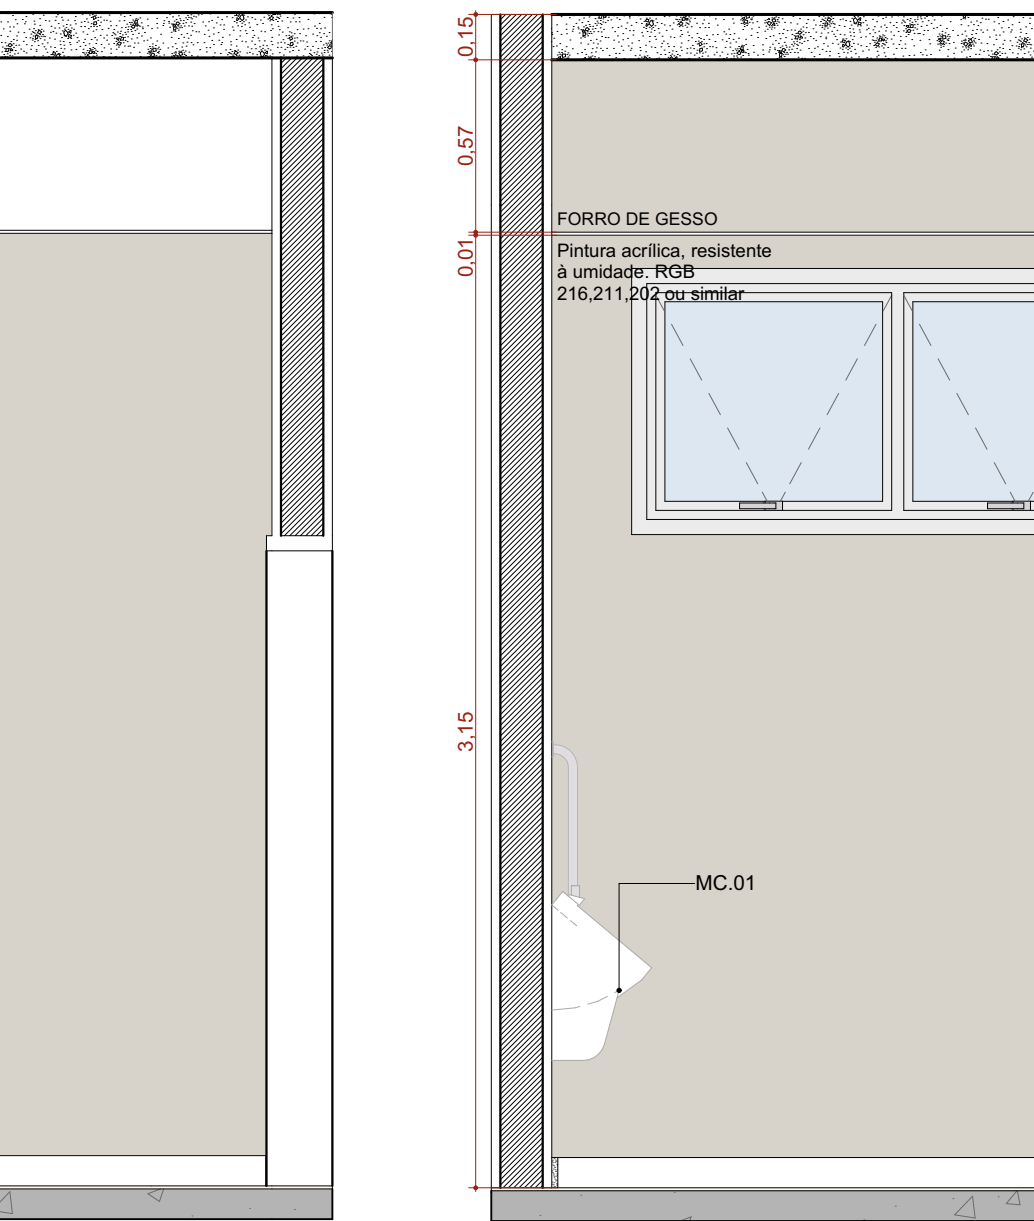 0,15
0,57
FORRO DE GESSO
0,01
Pintura acrílica, resistente
à umidade. RGB
216,211,202 ou similar
3,15
MC.01